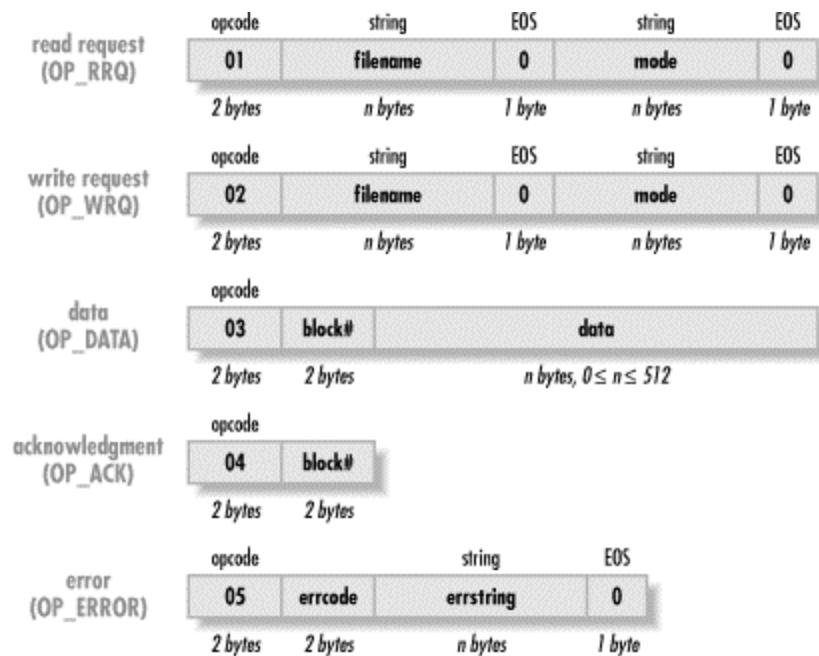 opcode string EOS string EOS
read request
(OP_RRQ)
01 filename 0 mode 0
2 bytes n bytes 1 byte n bytes 1 byte
opcode string EOS string EOS
write request
(OP_WRQ)
02 filename 0 mode 0
2 bytes n bytes 1 byte n bytes 1 byte
opcode
data
(OP_DATA)
03 block# data
2 bytes 2 bytes n bytes, 0 ≤ n ≤ 512
opcode
acknowledgment
(OP_ACK)
04 block#
2 bytes 2 bytes
opcode string EOS
error
(OP_ERROR)
05 errcode errstring 0
2 bytes 2 bytes n bytes 1 byte